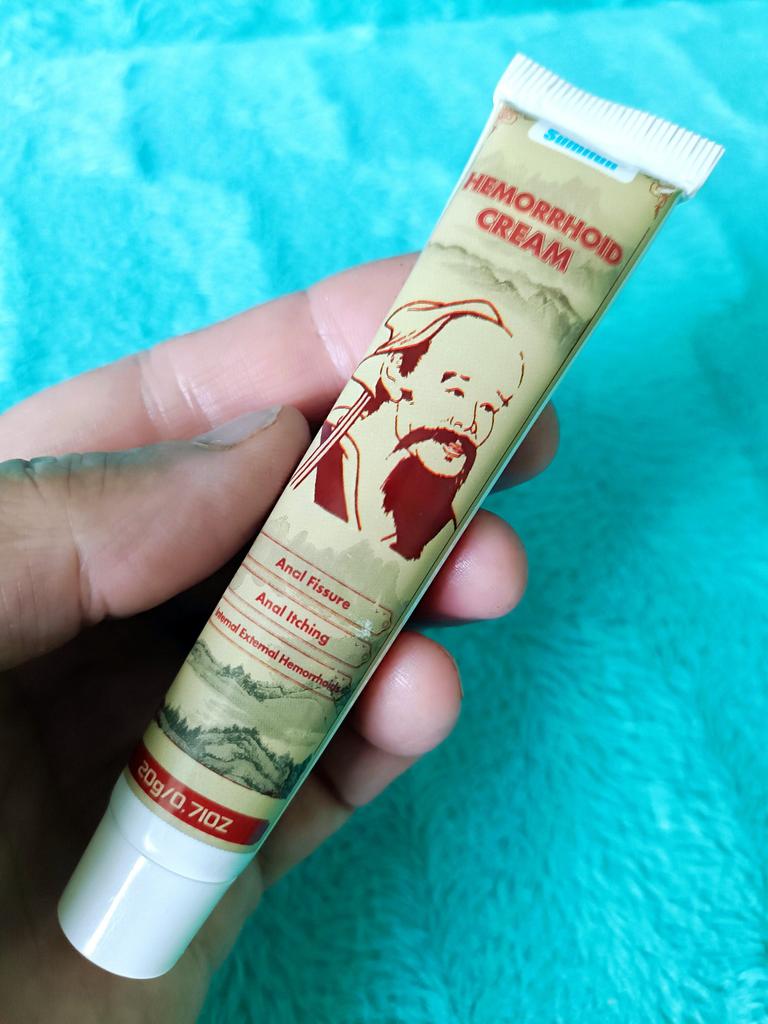 Sumifun
HEMORRHOID
CREAM
Anal Fissure
Anal Itching
Internal External Hemorrhoids
20g/0.71OZ